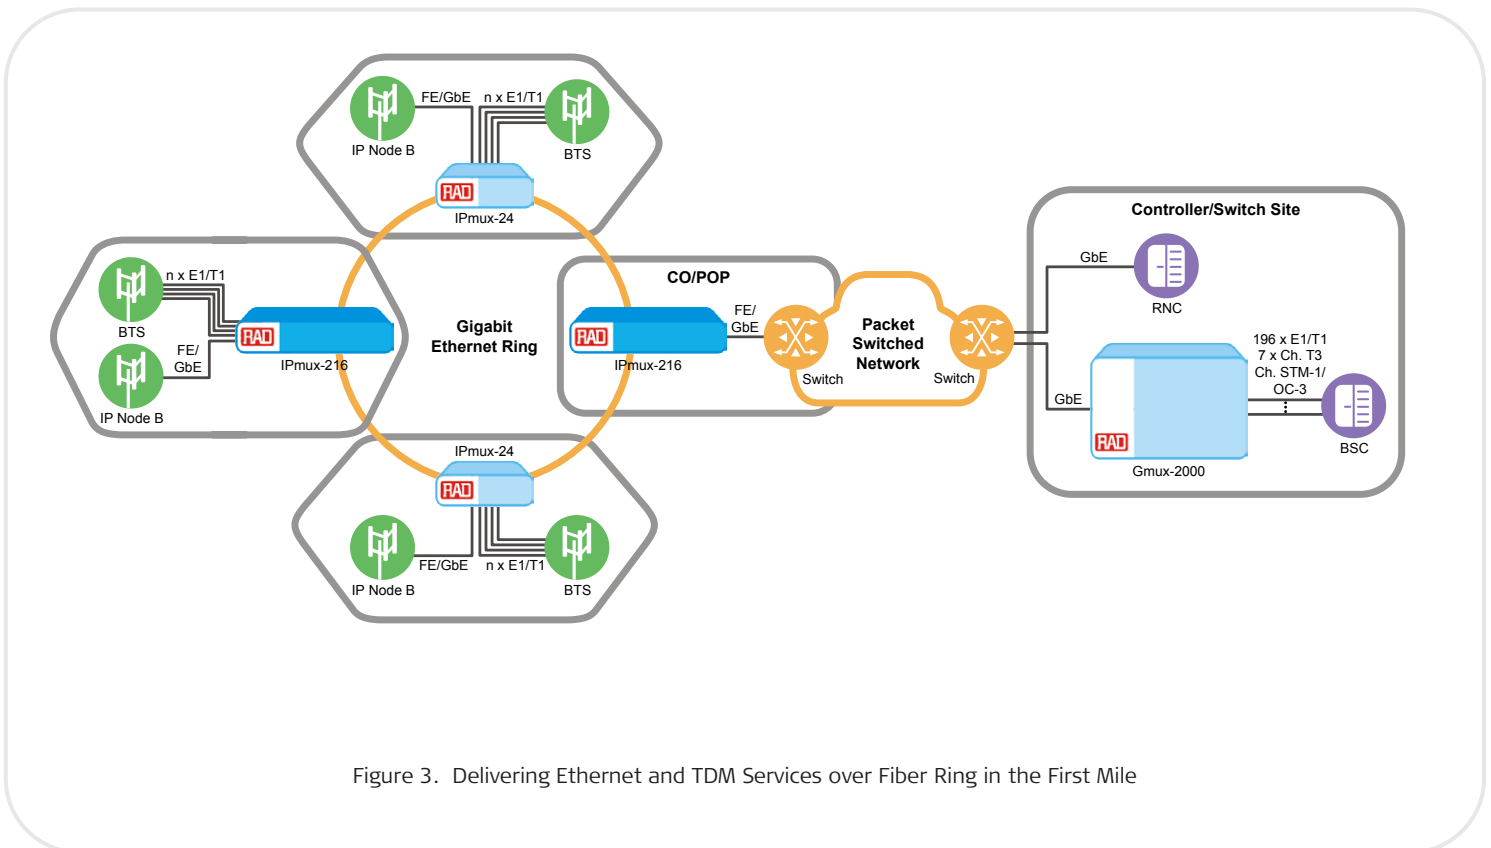 FE/GbE
n x E1/T1
IP Node B
BTS
RAD
IPmux-24
n x E1/T1
BTS
FE/
GbE
IP Node B
RAD
IPmux-216
Gigabit
Ethernet Ring
CO/POP
RAD
IPmux-216
FE/
GbE
Switch
Packet
Switched
Network
Switch
Controller/Switch Site
GbE
RNC
GbE
RAD
Gmux-2000
196 x E1/T1
7 x Ch. T3
Ch. STM-1/
OC-3
BSC
IPmux-24
RAD
IP Node B
FE/GbE
n x E1/T1
BTS
Figure 3. Delivering Ethernet and TDM Services over Fiber Ring in the First Mile